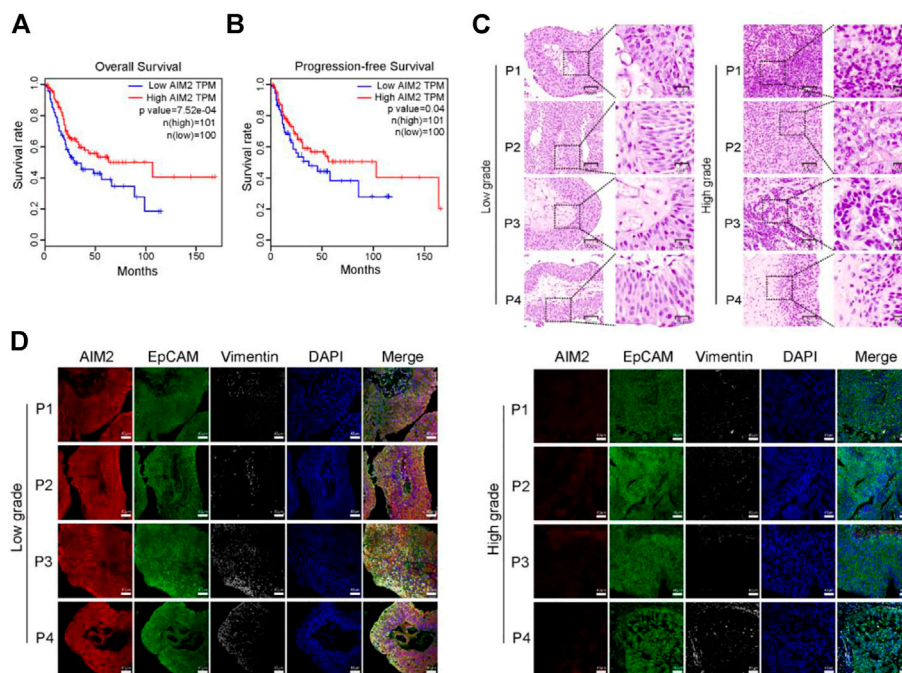 A
Overall Survival
Survival rate
1.0
0.8
0.6
0.4
0.2
0.0
Low AIM2 TPM
High AIM2 TPM
p value=7.52e-04
n(high)=101
n(low)=100
0
50
100
150
Months
B
Progression-free Survival
Survival rate
1.0
0.8
0.6
0.4
0.2
0.0
Low AIM2 TPM
High AIM2 TPM
p value=0.04
n(high)=101
n(low)=100
0
50
100
150
Months
C
Low grade
P1
P2
P3
P4
High grade
P1
P2
P3
P4
D
AIM2 EpCAM Vimentin DAPI Merge
Low grade
P1
P2
P3
P4
AIM2 EpCAM Vimentin DAPI Merge
High grade
P1
P2
P3
P4